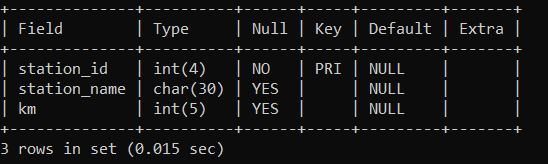 +--------------+----------+------+-----+---------+-------+
| Field        | Type     | Null | Key | Default | Extra |
+--------------+----------+------+-----+---------+-------+
| station_id   | int(4)   | NO   | PRI | NULL    |       |
| station_name | char(30) | YES  |     | NULL    |       |
| km           | int(5)   | YES  |     | NULL    |       |
+--------------+----------+------+-----+---------+-------+
3 rows in set (0.015 sec)